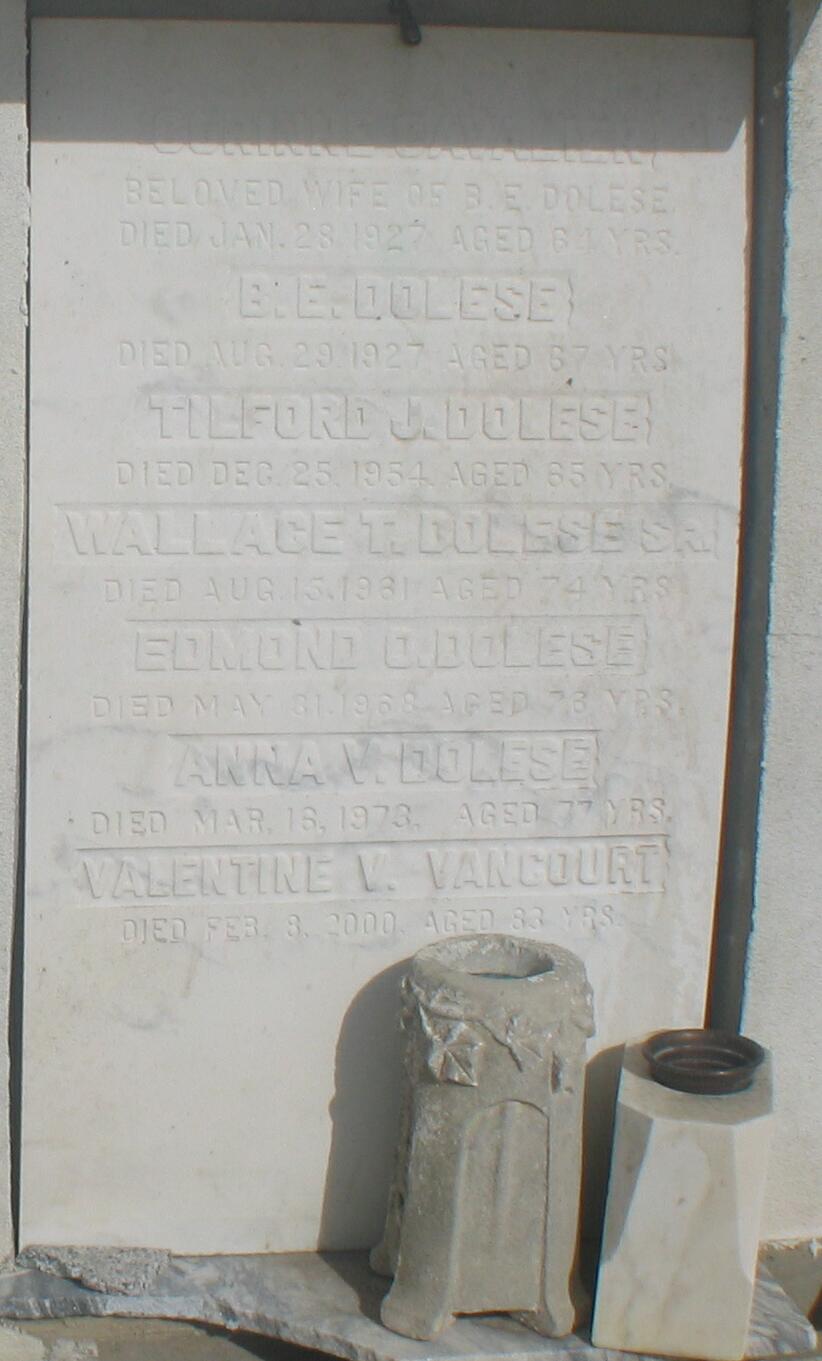 CORINNE CAVALIER,
BELOVED WIFE OF B. E. DOLESE.
DIED JAN. 28. 1927 AGED 64 YRS.
B. E. DOLESE
DIED AUG. 29. 1927 AGED 67 YRS
TILFORD J. DOLESE
DIED DEC. 25. 1954. AGED 65 YRS.
WALLACE T. DOLESE SR.
DIED AUG. 15. 1961 AGED 74 YRS
EDMOND O. DOLESE
DIED MAY 31. 1968 AGED 76 YRS.
ANNA V. DOLESE
DIED MAR. 16, 1973. AGED 77 YRS.
VALENTINE V. VANCOURT
DIED FEB. 8, 2000. AGED 83 YRS.